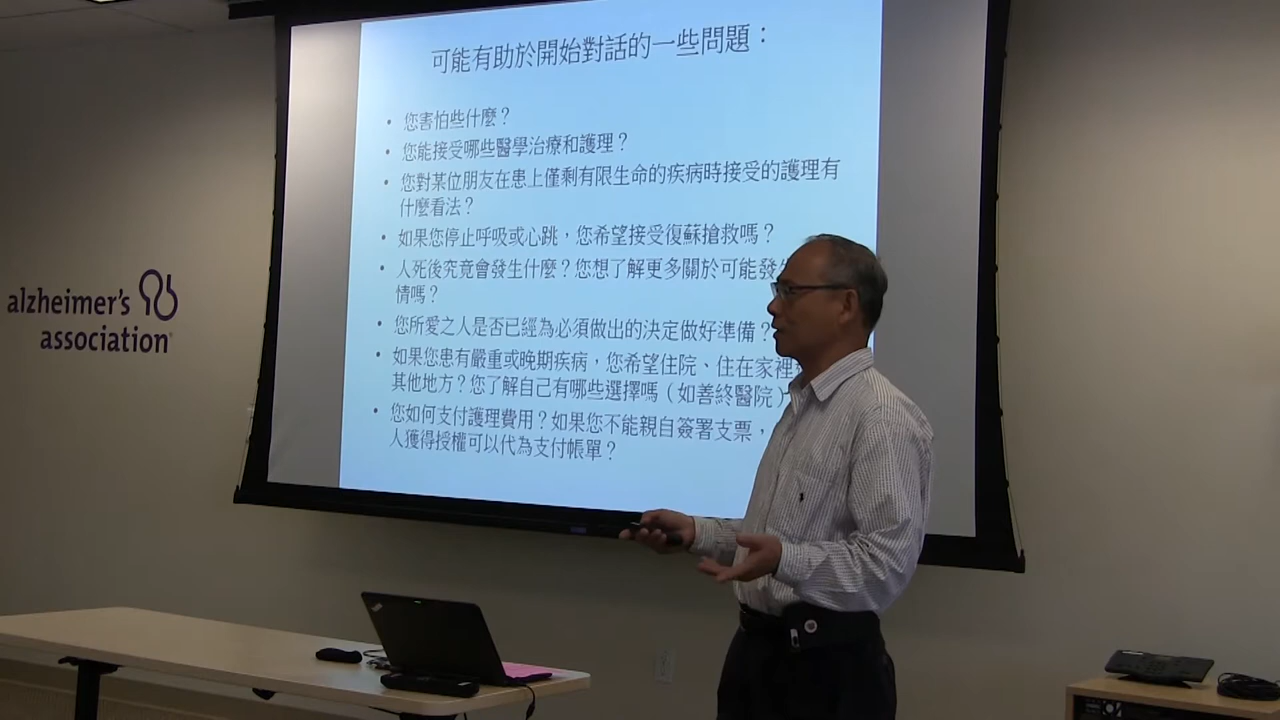 可能有助於開始對話的一些問題：
• 您害怕些什麼？
• 您能接受哪些醫學治療和護理？
• 您對某位朋友在患上僅剩有限生命的疾病時接受的護理有
什麼看法？
• 如果您停止呼吸或心跳，您希望接受復蘇搶救嗎？
• 人死後究竟會發生什麼？您想了解更多關於可能發
情嗎？
• 您所愛之人是否已經為必須做出的決定做好準備？
• 如果您患有嚴重或晚期疾病，您希望住院、住在家裡
其他地方？您了解自己有哪些選擇嗎（如善終醫院）
• 您如何支付護理費用？如果您不能親自簽署支票，
人獲得授權可以代為支付帳單？
alzheimer's
association